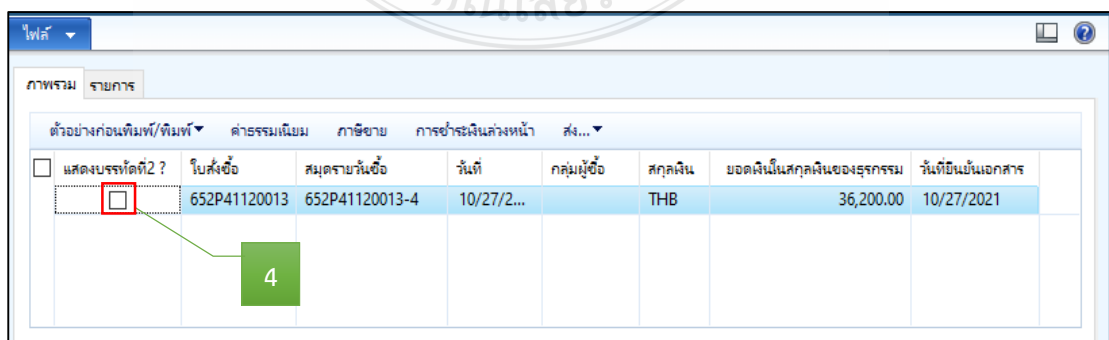 ไฟล์
ภาพรวม รายการ
ตัวอย่างก่อนพิมพ์/พิมพ์ ค่าธรรมเนียม ภาษีขาย การชำระเงินล่วงหน้า ส่ง...
แสดงบรรทัดที่2 ? ใบสั่งซื้อ สมุดรายวันซื้อ วันที่ กลุ่มผู้ซื้อ สกุลเงิน ยอดเงินในสกุลเงินของธุรกรรม วันที่ยืนยันเอกสาร
652P41120013 652P41120013-4 10/27/2... THB 36,200.00 10/27/2021
4